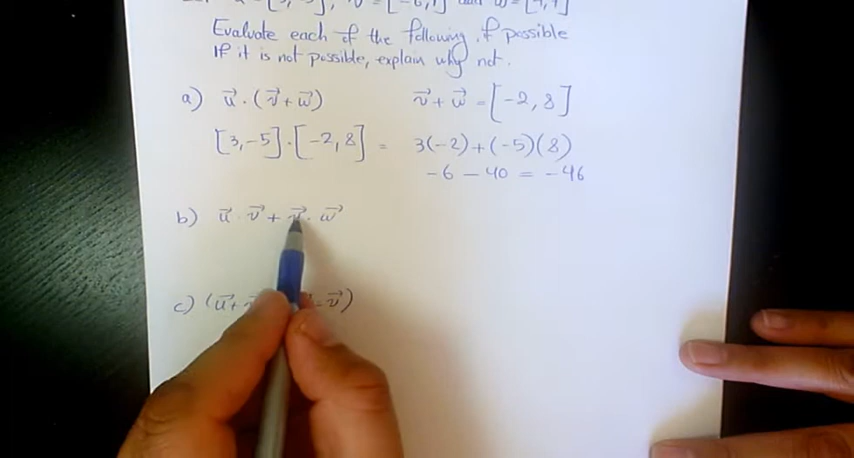 Evaluate each of the following, if possible
If it is not possible, explain why not.
a) u⃗ · (v⃗ + w⃗) v⃗ + w⃗ = [-2, 8]
[3, -5] · [-2, 8] = 3(-2) + (-5)(8)
-6 - 40 = -46
b) u⃗ · v⃗ + · w⃗
c) (u⃗ + - v⃗)